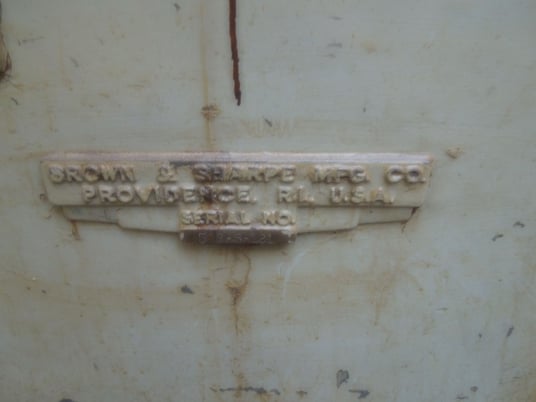 BROWN & SHARPE MFG. CO.
PROVIDENCE, R.I. U.S.A.
SERIAL NO.